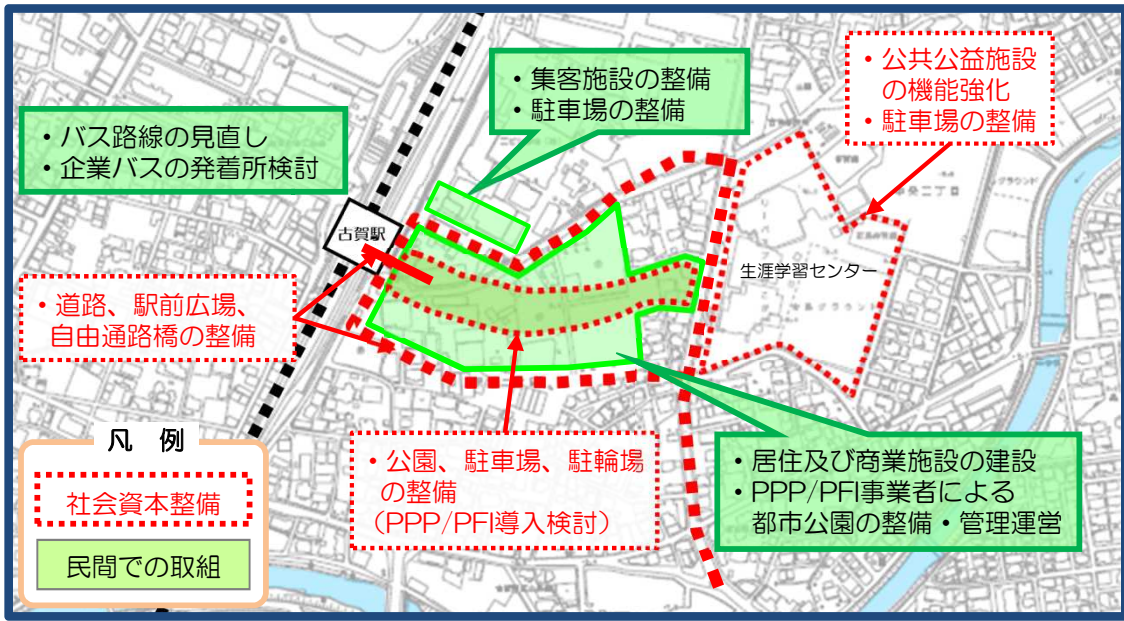 ・集客施設の整備
・駐車場の整備
・公共公益施設
の機能強化
・駐車場の整備
・バス路線の見直し
・企業バスの発着所検討
古賀駅
生涯学習センター
・道路、駅前広場、
自由通路橋の整備
・公園、駐車場、駐輪場
の整備
（PPP/PFI導入検討）
・居住及び商業施設の建設
・PPP/PFI事業者による
都市公園の整備・管理運営
凡 例
社会資本整備
民間での取組